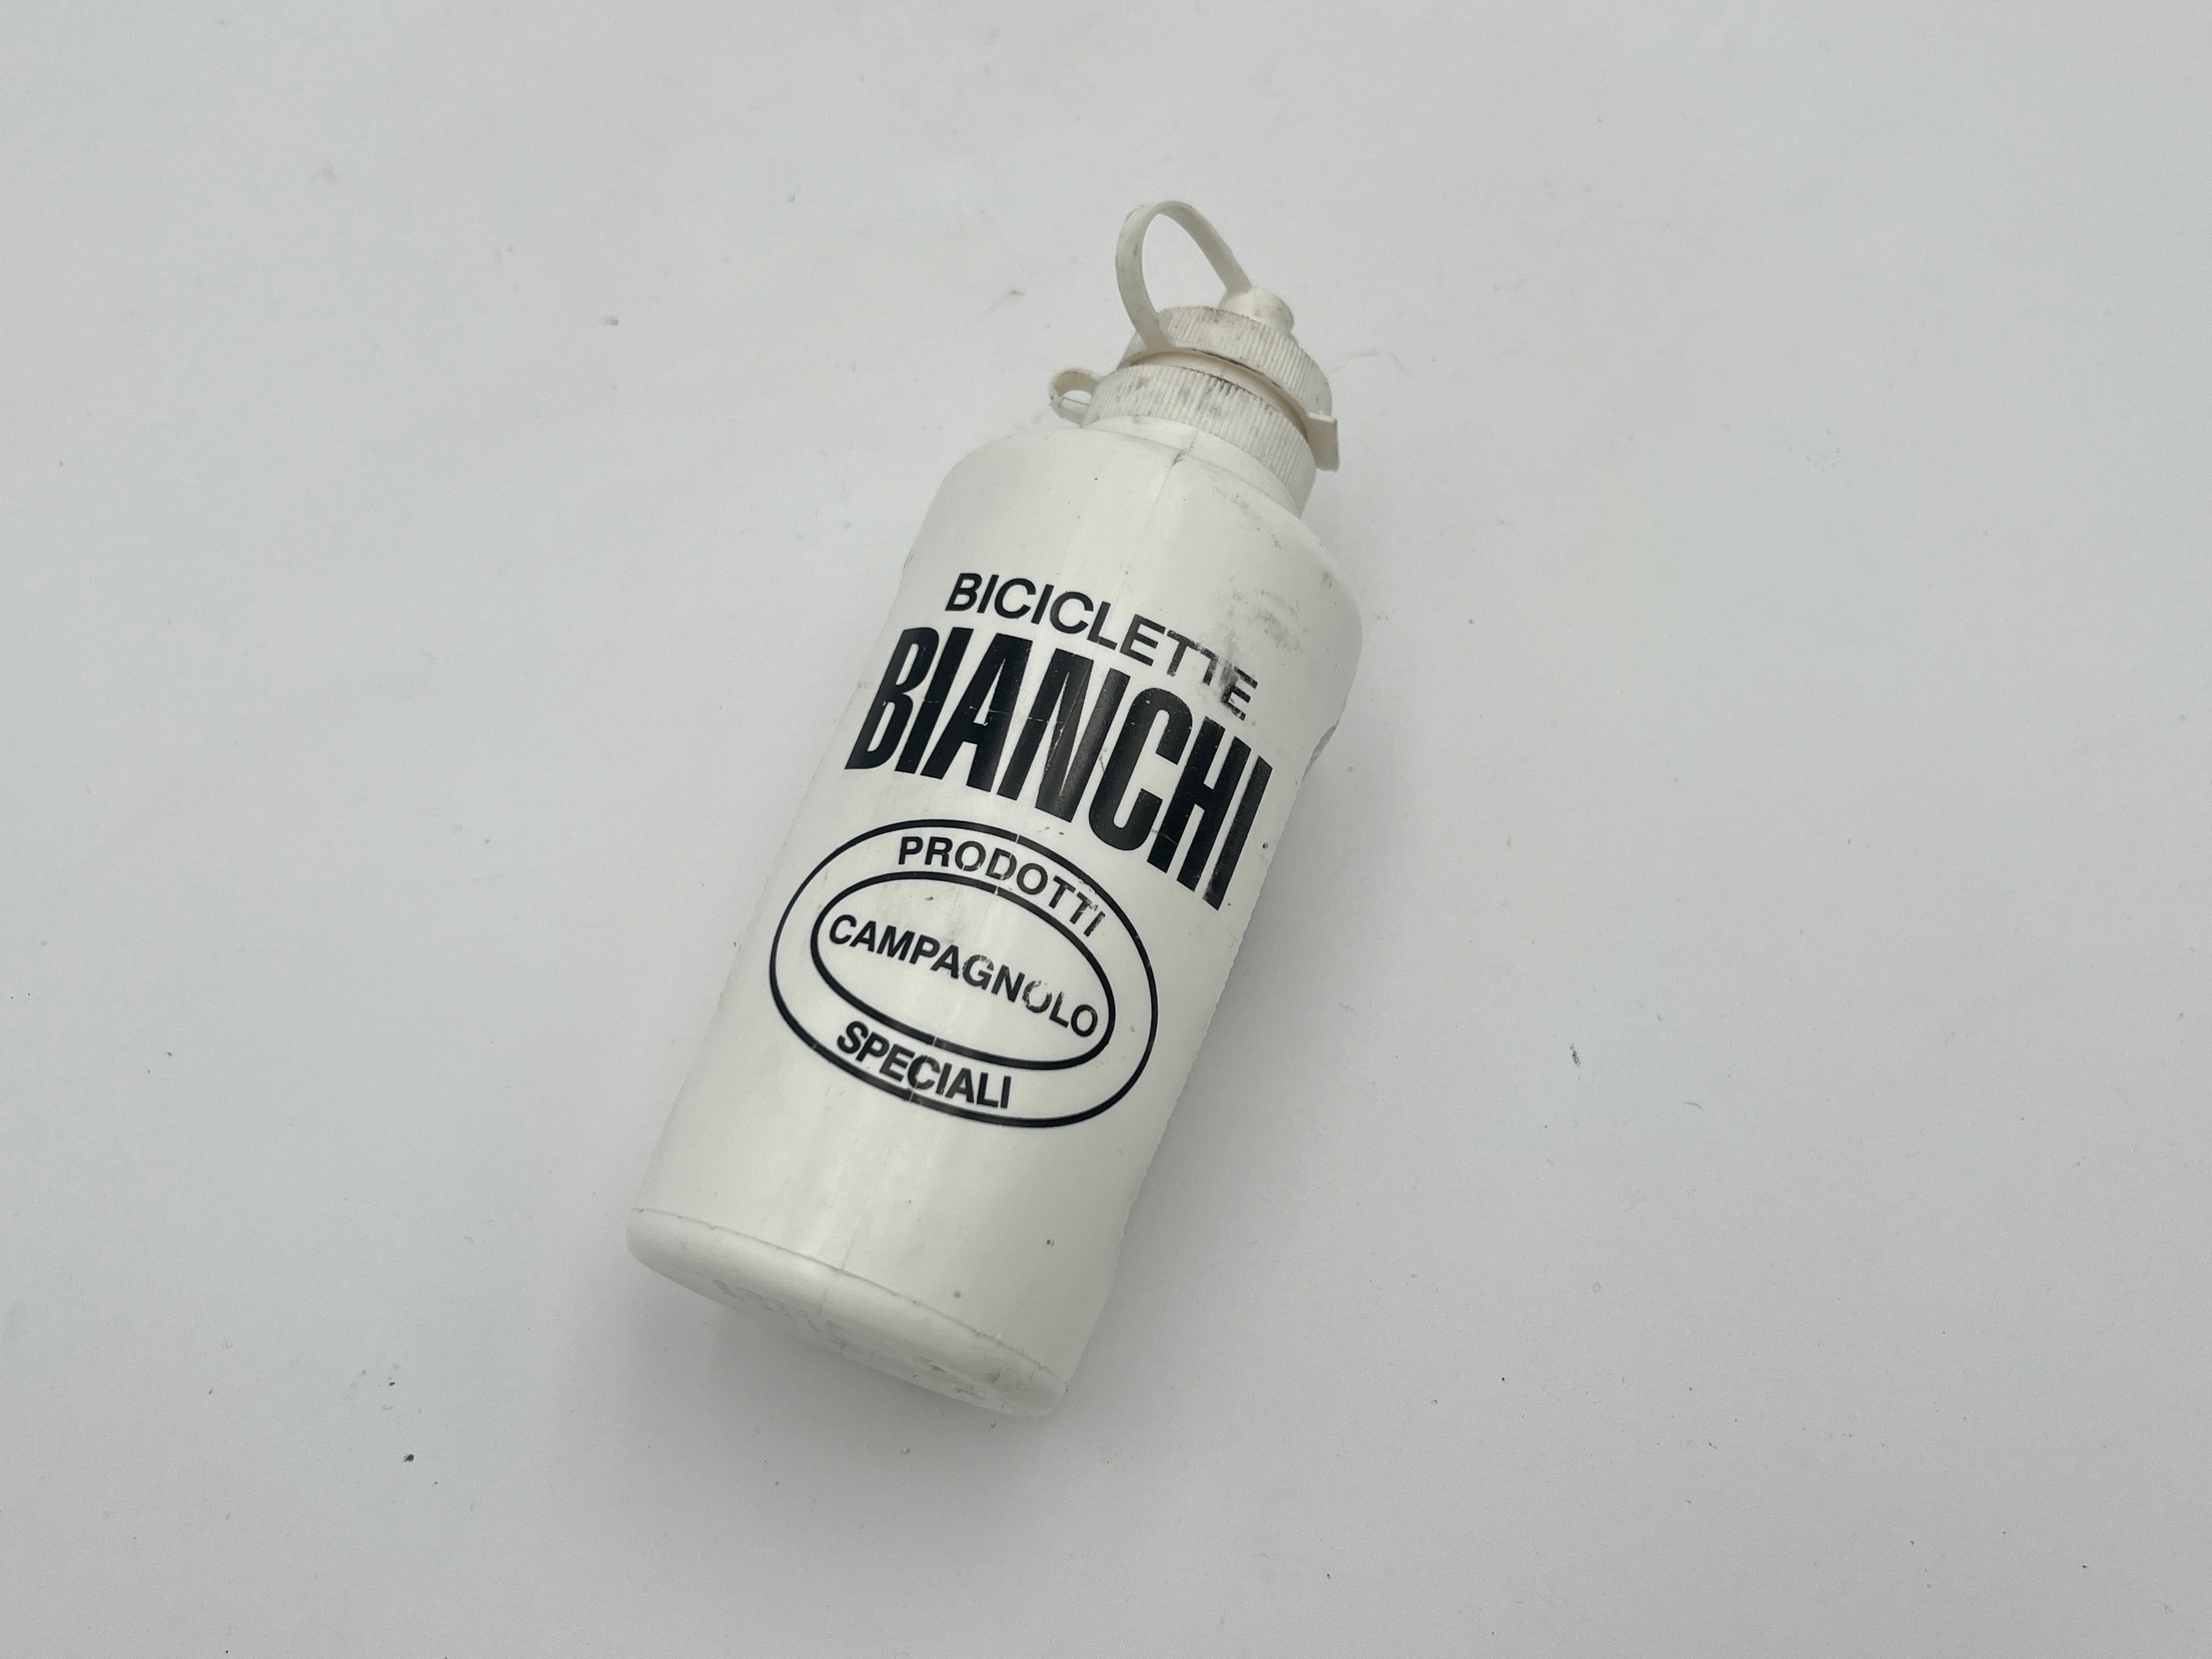 BICICLETTE
BIANCHI
PRODOTTI
CAMPAGNOLO
SPECIALI